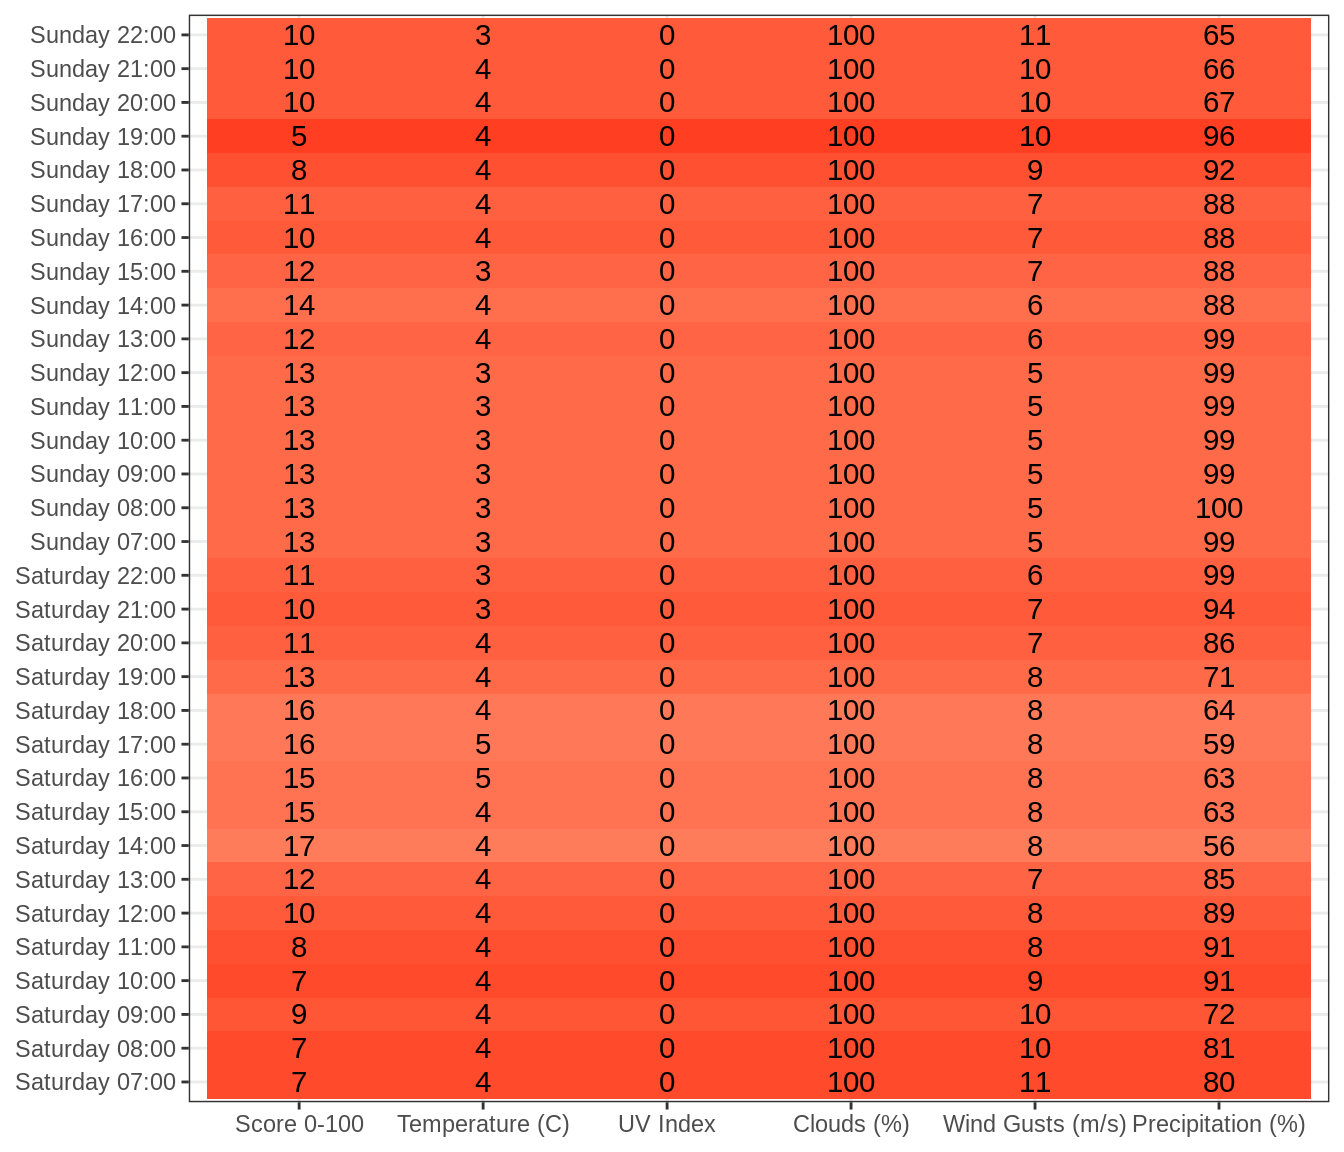 Sunday 22:00 10 3 0 100 11 65
Sunday 21:00 10 4 0 100 10 66
Sunday 20:00 10 4 0 100 10 67
Sunday 19:00 5 4 0 100 10 96
Sunday 18:00 8 4 0 100 9 92
Sunday 17:00 11 4 0 100 7 88
Sunday 16:00 10 4 0 100 7 88
Sunday 15:00 12 3 0 100 7 88
Sunday 14:00 14 4 0 100 6 88
Sunday 13:00 12 4 0 100 6 99
Sunday 12:00 13 3 0 100 5 99
Sunday 11:00 13 3 0 100 5 99
Sunday 10:00 13 3 0 100 5 99
Sunday 09:00 13 3 0 100 5 99
Sunday 08:00 13 3 0 100 5 100
Sunday 07:00 13 3 0 100 5 99
Saturday 22:00 11 3 0 100 6 99
Saturday 21:00 10 3 0 100 7 94
Saturday 20:00 11 4 0 100 7 86
Saturday 19:00 13 4 0 100 8 71
Saturday 18:00 16 4 0 100 8 64
Saturday 17:00 16 5 0 100 8 59
Saturday 16:00 15 5 0 100 8 63
Saturday 15:00 15 4 0 100 8 63
Saturday 14:00 17 4 0 100 8 56
Saturday 13:00 12 4 0 100 7 85
Saturday 12:00 10 4 0 100 8 89
Saturday 11:00 8 4 0 100 8 91
Saturday 10:00 7 4 0 100 9 91
Saturday 09:00 9 4 0 100 10 72
Saturday 08:00 7 4 0 100 10 81
Saturday 07:00 7 4 0 100 11 80
Score 0-100 Temperature (C) UV Index Clouds (%) Wind Gusts (m/s) Precipitation (%)